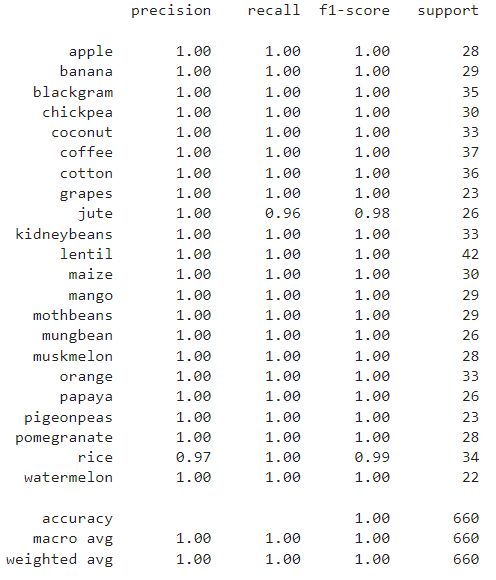 precision recall f1-score support
apple 1.00 1.00 1.00 28
banana 1.00 1.00 1.00 29
blackgram 1.00 1.00 1.00 35
chickpea 1.00 1.00 1.00 30
coconut 1.00 1.00 1.00 33
coffee 1.00 1.00 1.00 37
cotton 1.00 1.00 1.00 36
grapes 1.00 1.00 1.00 23
jute 1.00 0.96 0.98 26
kidneybeans 1.00 1.00 1.00 33
lentil 1.00 1.00 1.00 42
maize 1.00 1.00 1.00 30
mango 1.00 1.00 1.00 29
mothbeans 1.00 1.00 1.00 29
mungbean 1.00 1.00 1.00 26
muskmelon 1.00 1.00 1.00 28
orange 1.00 1.00 1.00 33
papaya 1.00 1.00 1.00 26
pigeonpeas 1.00 1.00 1.00 23
pomegranate 1.00 1.00 1.00 28
rice 0.97 1.00 0.99 34
watermelon 1.00 1.00 1.00 22
accuracy 1.00 660
macro avg 1.00 1.00 1.00 660
weighted avg 1.00 1.00 1.00 660